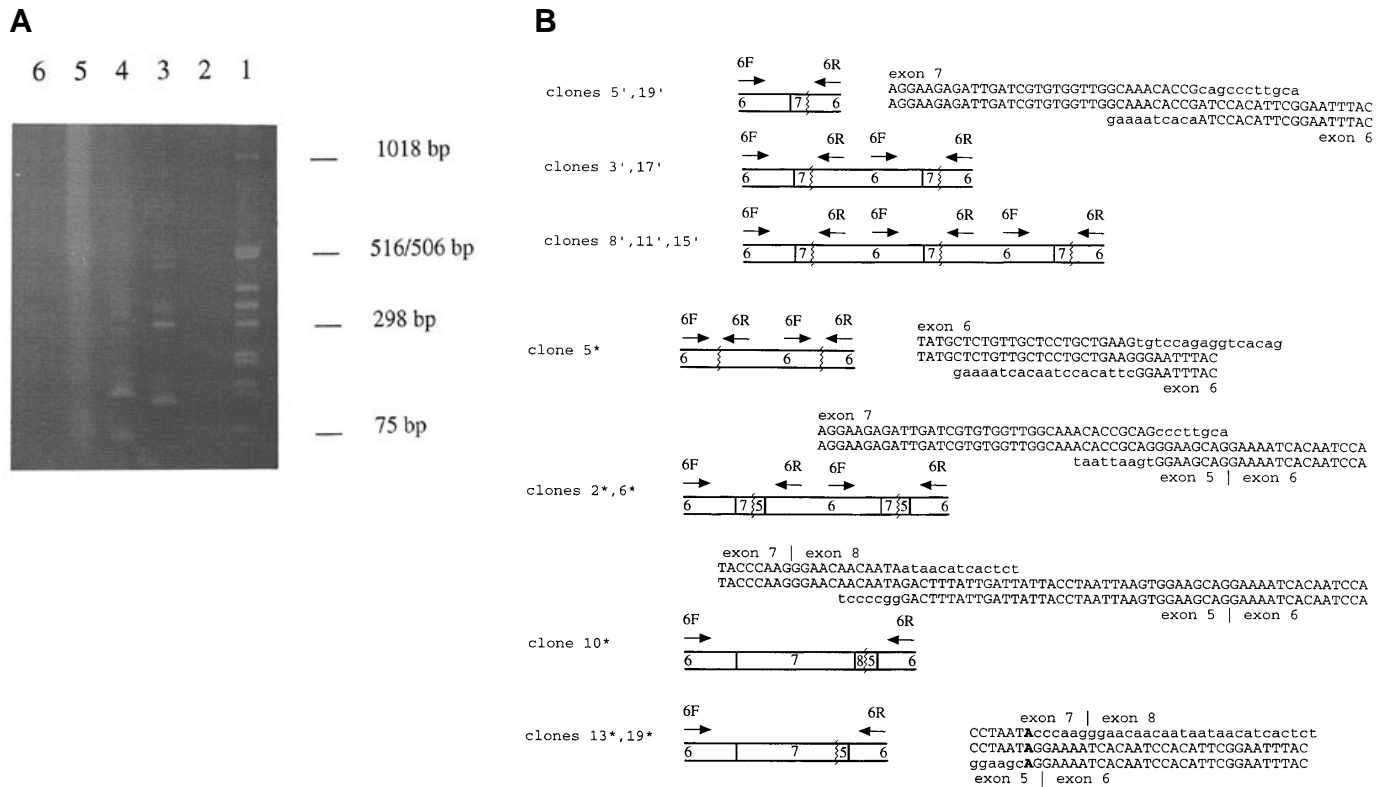 A
B
6 5 4 3 2 1
1018 bp
516/506 bp
298 bp
75 bp
clones 5',19'
6F 6R
6 7 6
exon 7
AGGAAGAGATTGATCGTGTGGTTGGCAAACACCGcagcccttgca
AGGAAGAGATTGATCGTGTGGTTGGCAAACACCGATCCACATTCGGAATTTAC
gaaaatcacaATCCACATTCGGAATTTAC
exon 6
clones 3',17'
6F 6R 6F 6R
6 7 6 7 6
clones 8',11',15'
6F 6R 6F 6R 6F 6R
6 7 6 7 6 7 6
clone 5*
6F 6R 6F 6R
6 6 6
exon 6
TATGCTCTGTTGCTCCTGCTGAAGtgtccagaggtcacag
TATGCTCTGTTGCTCCTGCTGAAGGGAATTTAC
gaaaatcacaatccacattcGGAATTTAC
exon 6
exon 7
AGGAAGAGATTGATCGTGTGGTTGGCAAACACCGCAGcccttgca
AGGAAGAGATTGATCGTGTGGTTGGCAAACACCGCAGGGAAGCAGGAAAATCACAATCCA
taattaagtGGAAGCAGGAAAATCACAATCCA
exon 5 | exon 6
clones 2*,6*
6F 6R 6F 6R
6 7 5 6 7 5 6
exon 7 | exon 8
TACCCAAGGGAACAACAATAataacatcactct
TACCCAAGGGAACAACAATAGACTTTATTGATTATTACCTAATTAAGTGGAAGCAGGAAAATCACAATCCA
tccccggGACTTTATTGATTATTACCTAATTAAGTGGAAGCAGGAAAATCACAATCCA
exon 5 | exon 6
clone 10*
6F 6R
6 7 8 5 6
clones 13*,19*
6F 6R
6 7 5 6
exon 7 | exon 8
CCTAATAcccaagggaacaacaataataacatcactct
CCTAATAGGAAAATCACAATCCACATTCGGAATTTAC
ggaagcAGGAAAATCACAATCCACATTCGGAATTTAC
exon 5 | exon 6